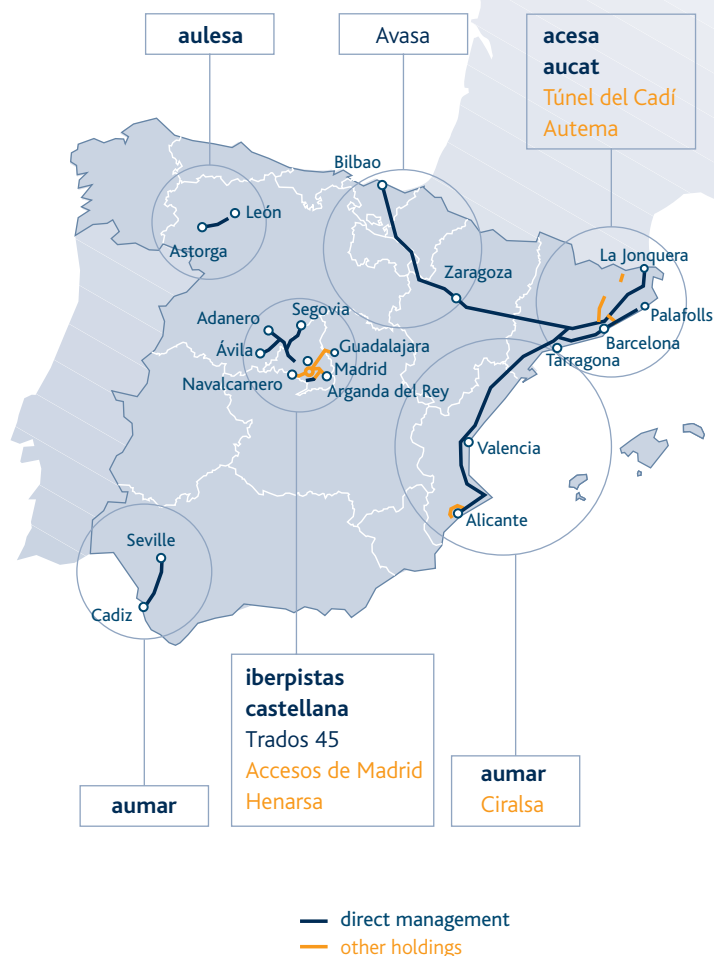 aulesa
Avasa
acesa
aucat
Túnel del Cadí
Autema
Bilbao
León
Astorga
Zaragoza
La Jonquera
Palafolls
Barcelona
Tarragona
Segovia
Adanero
Ávila
Guadalajara
Madrid
Navalcarnero
Arganda del Rey
Valencia
Alicante
Seville
Cadiz
iberpistas
castellana
Trados 45
Accesos de Madrid
Henarsa
aumar
Ciralsa
aumar
direct management
other holdings